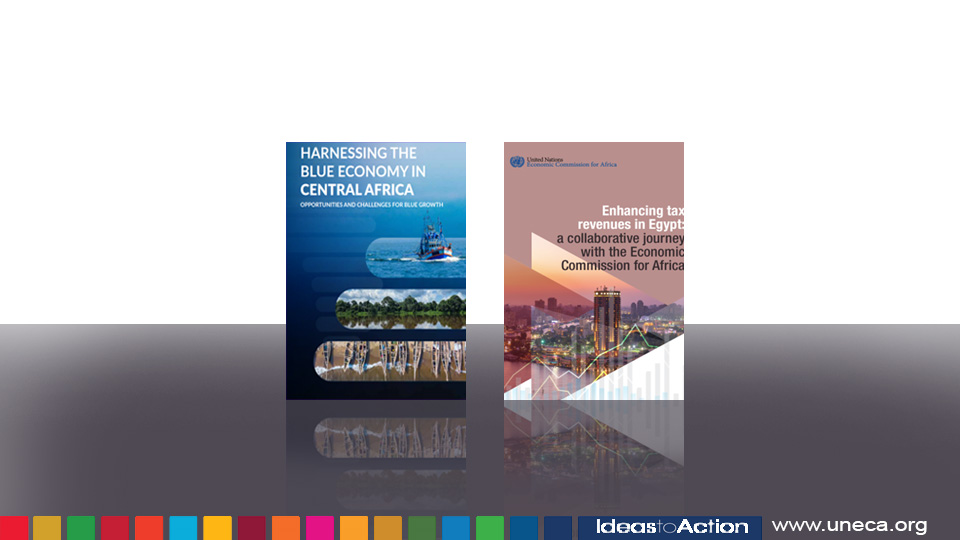 HARNESSING THE
BLUE ECONOMY IN
CENTRAL AFRICA
OPPORTUNITIES AND CHALLENGES FOR BLUE GROWTH
United Nations
Economic Commission for Africa
Enhancing tax
revenues in Egypt:
a collaborative journey
with the Economic
Commission for Africa
IdeastoAction
www.uneca.org